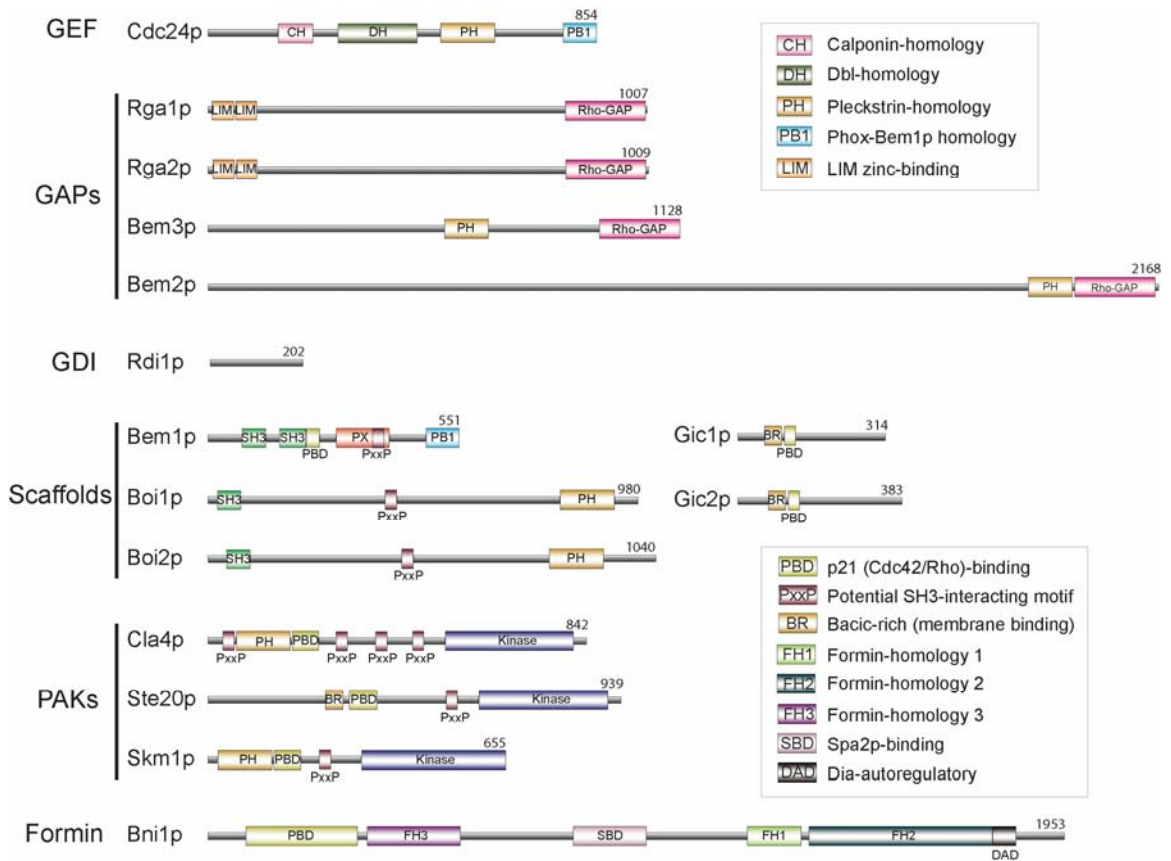 GEF
Cdc24p
CH
DH
PH
PB1
854
GAPs
Rga1p
LIM LIM
Rho-GAP
1007
Rga2p
LIM LIM
Rho-GAP
1009
Bem3p
PH
Rho-GAP
1128
Bem2p
PH
Rho-GAP
2168
CH Calponin-homology
DH Dbl-homology
PH Pleckstrin-homology
PB1 Phox-Bem1p homology
LIM LIM zinc-binding
GDI
Rdi1p
202
Scaffolds
Bem1p
SH3
SH3
PBD
PX
PxxP
PB1
551
Boi1p
SH3
PxxP
PH
980
Boi2p
SH3
PxxP
PH
1040
Gic1p
BR
PBD
314
Gic2p
BR
PBD
383
PAKs
Cla4p
PxxP
PH
PBD
PxxP
PxxP
PxxP
Kinase
842
Ste20p
BR
PBD
PxxP
Kinase
939
Skm1p
PH
PBD
PxxP
Kinase
655
PBD p21 (Cdc42/Rho)-binding
PxxP Potential SH3-interacting motif
BR Bacic-rich (membrane binding)
FH1 Formin-homology 1
FH2 Formin-homology 2
FH3 Formin-homology 3
SBD Spa2p-binding
DAD Dia-autoregulatory
Formin
Bni1p
PBD
FH3
SBD
FH1
FH2
DAD
1953